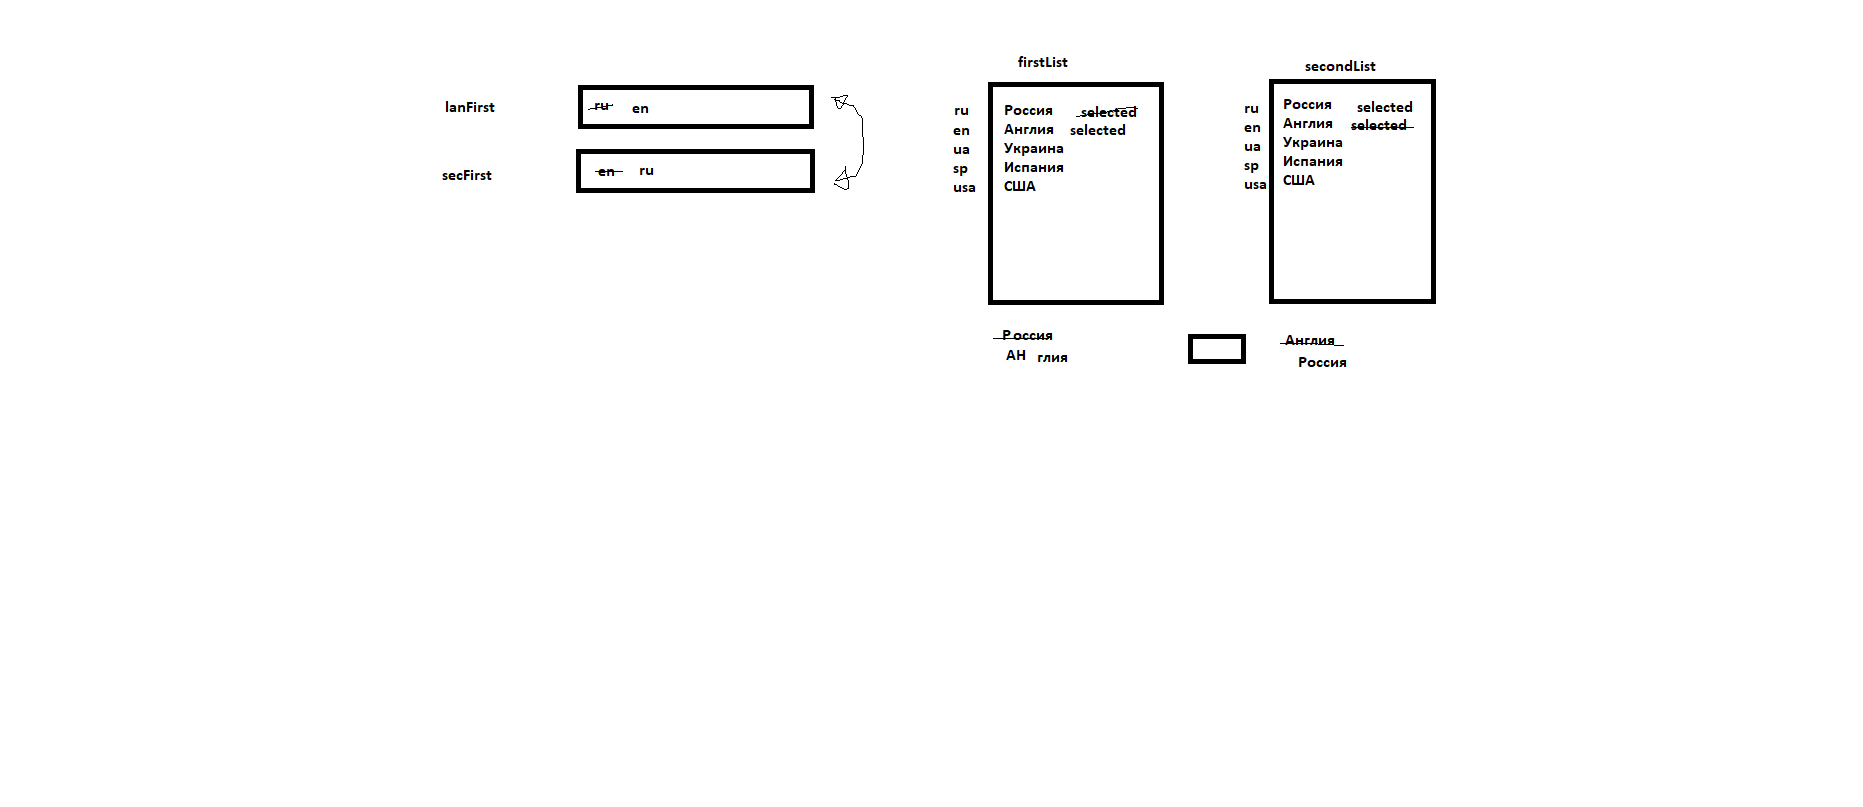 lanFirst ru en
secFirst en ru
firstList
ru Россия selected
en Англия selected
ua Украина
sp Испания
usa США
Россия
АН глия
secondList
ru Россия selected
en Англия selected
ua Украина
sp Испания
usa США
Англия
Россия